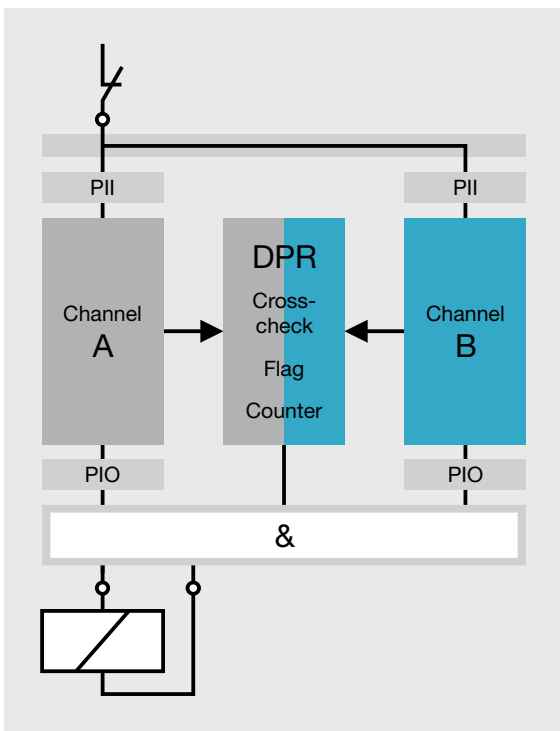 PII
PII
Channel
A
DPR
Cross-
check
Flag
Counter
Channel
B
PIO
PIO
&